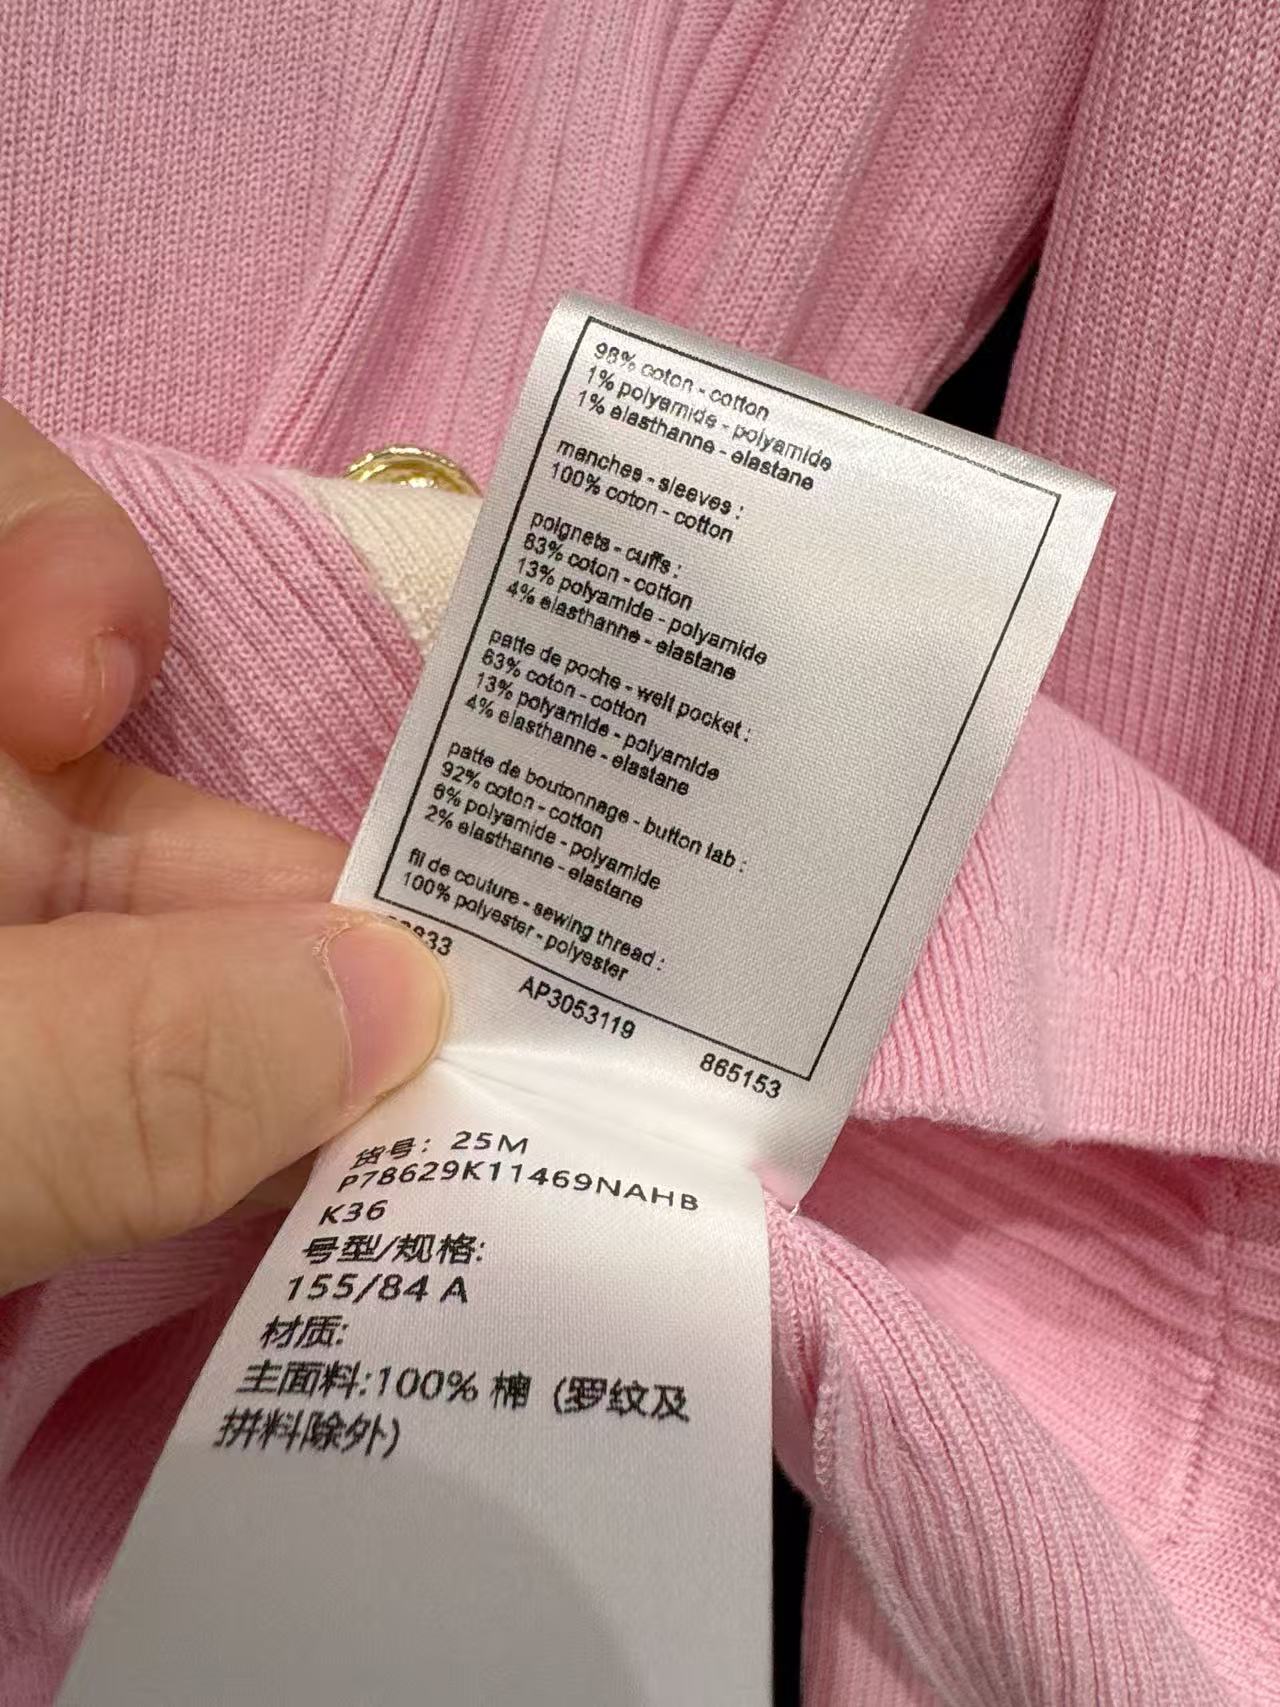 98% coton - cotton
1% polyamide - polyamide
1% élasthanne - elastane
manches - sleeves :
100% coton - cotton
poignets - cuffs :
83% coton - cotton
13% polyamide - polyamide
4% élasthanne - elastane
patte de poche - welt pocket :
83% coton - cotton
13% polyamide - polyamide
4% élasthanne - elastane
patte de boutonnage - button tab :
92% coton - cotton
6% polyamide - polyamide
2% élasthanne - elastane
fil de couture - sewing thread :
100% polyester - polyester
AP3053119 865153
货号: 25M
P78629K11469NAHB
K36
号型/规格:
155/84 A
材质:
主面料:100% 棉 (罗纹及
拼料除外)